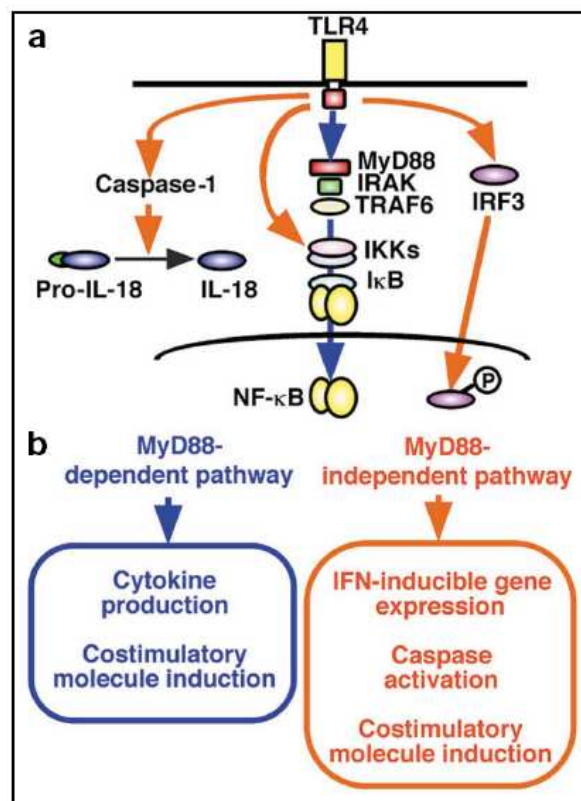 a
TLR4
MyD88
IRAK
TRAF6
Caspase-1
IRF3
IKKs
IκB
Pro-IL-18
IL-18
NF-κB
P
b
MyD88-
dependent pathway
Cytokine
production
Costimulatory
molecule induction
MyD88-
independent pathway
IFN-inducible gene
expression
Caspase
activation
Costimulatory
molecule induction